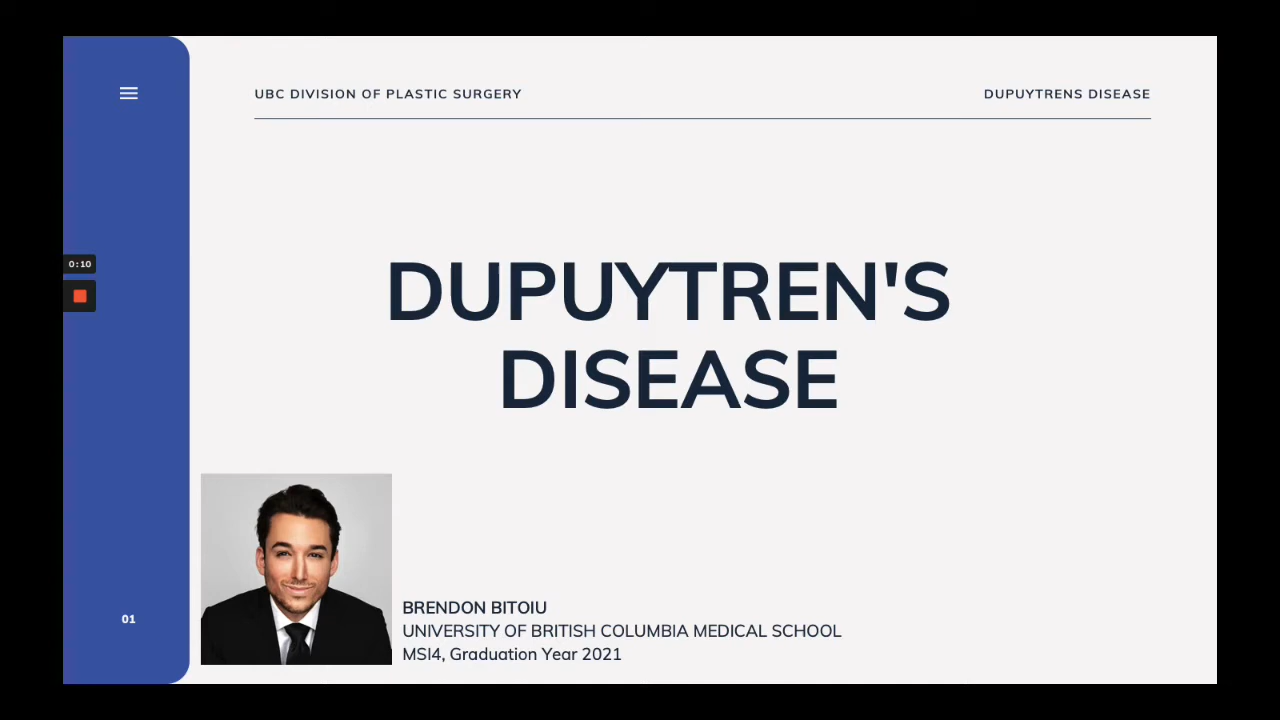 UBC DIVISION OF PLASTIC SURGERY
DUPUYTRENS DISEASE
0:10
DUPUYTREN'S
DISEASE
BRENDON BITOIU
UNIVERSITY OF BRITISH COLUMBIA MEDICAL SCHOOL
MSI4, Graduation Year 2021
01